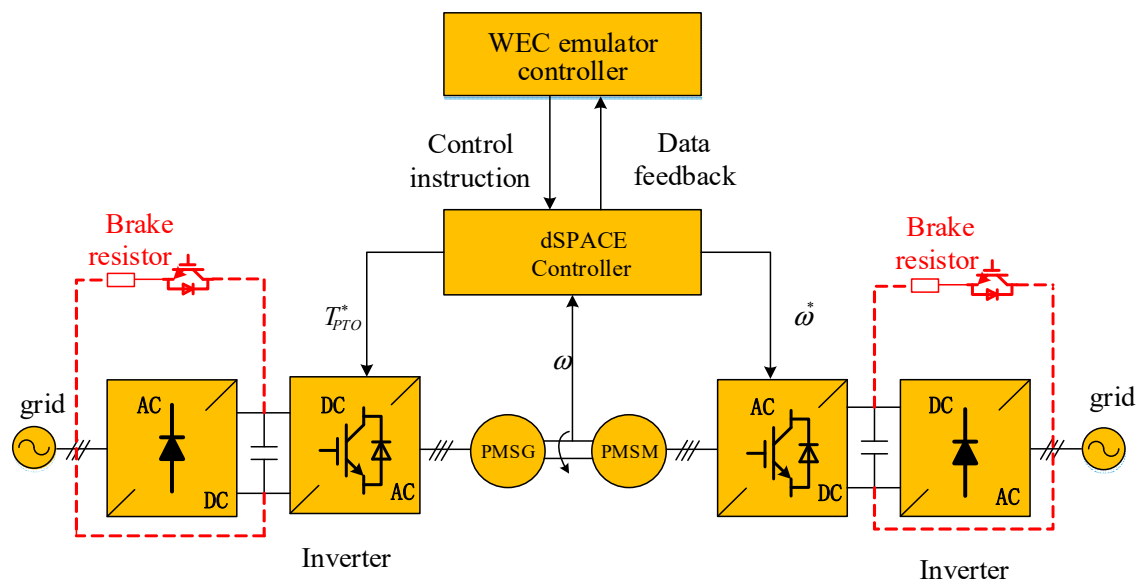 WEC emulator
controller
Control
instruction
Data
feedback
Brake
resistor
dSPACE
Controller
Brake
resistor
T*PTO
ω
ω*
grid
AC
DC
DC
AC
PMSG
PMSM
AC
DC
DC
AC
grid
Inverter
Inverter